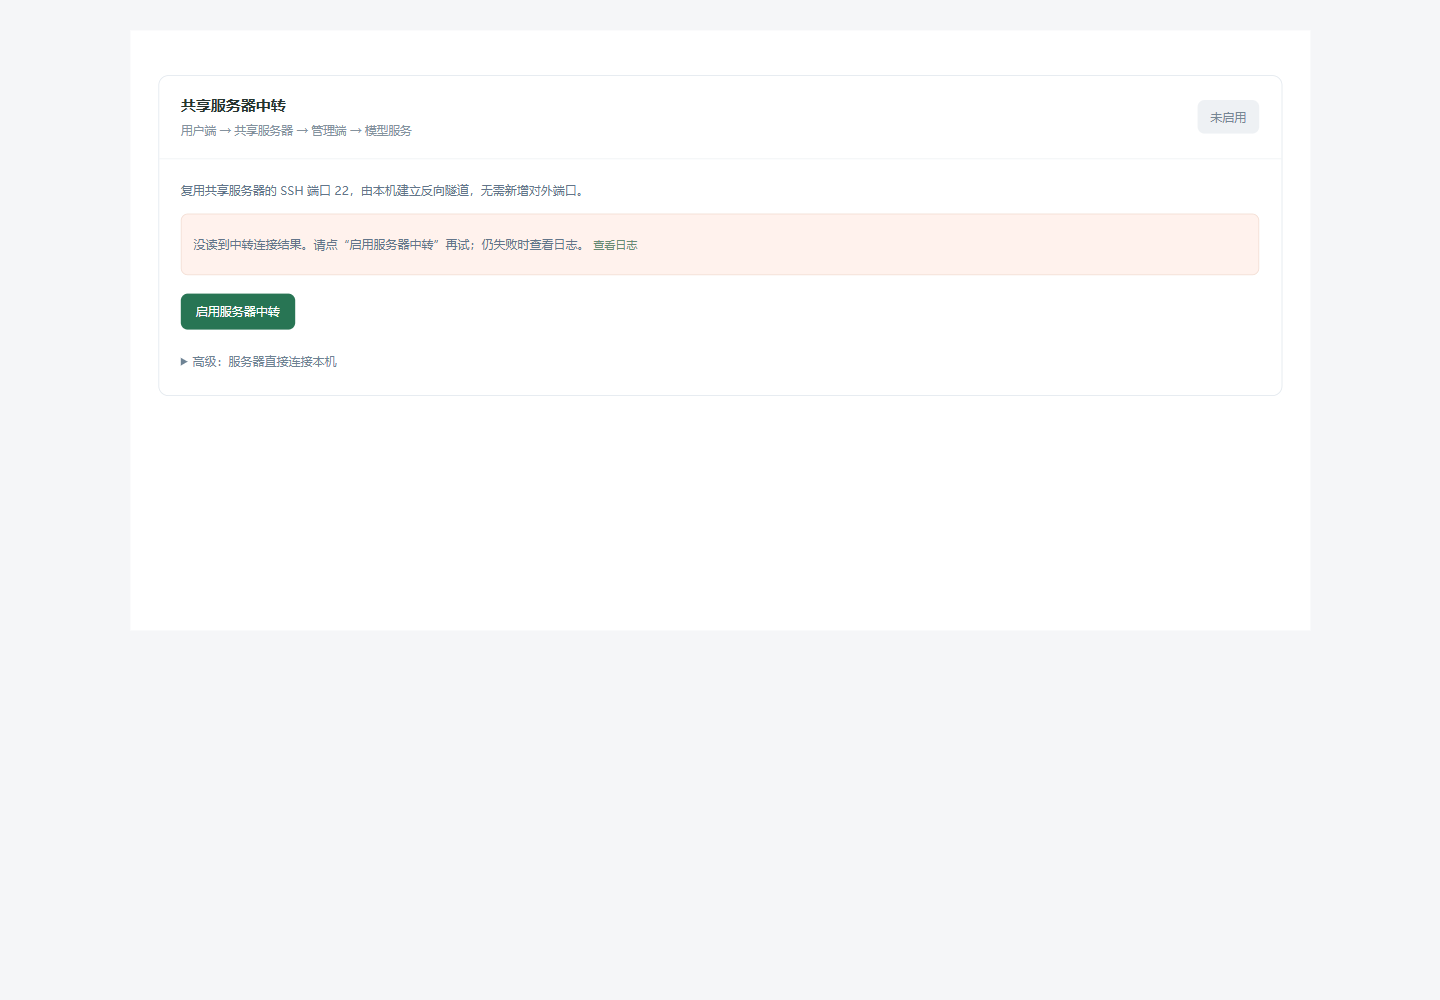 共享服务器中转
用户端 → 共享服务器 → 管理端 → 模型服务
未启用
复用共享服务器的 SSH 端口 22，由本机建立反向隧道，无需新增对外端口。
没读到中转连接结果。请点“启用服务器中转”再试；仍失败时查看日志。 查看日志
启用服务器中转
▶ 高级：服务器直接连接本机